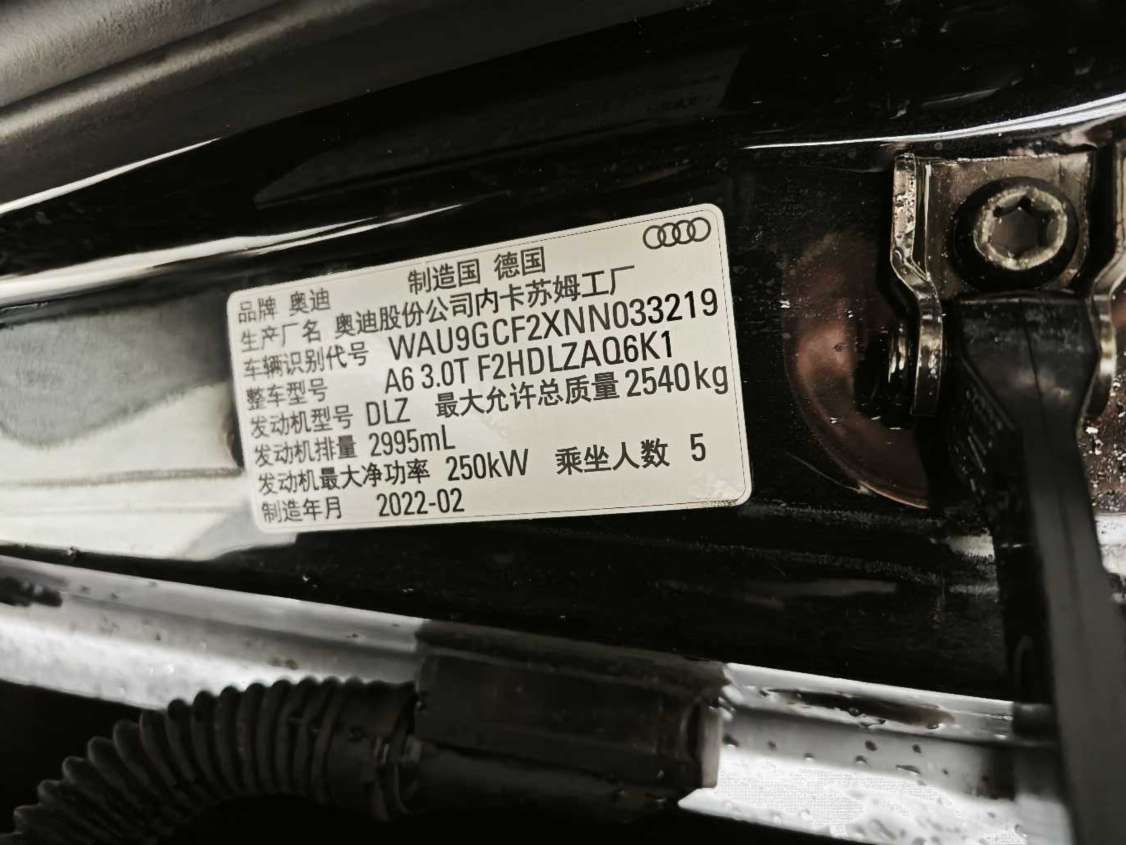 制造国 德国
品牌 奥迪
生产厂名 奥迪股份公司内卡苏姆工厂
车辆识别代号 WAU9GCF2XNN033219
整车型号 A6 3.0T F2HDLZAQ6K1
发动机型号 DLZ 最大允许总质量 2540kg
发动机排量 2995mL
发动机最大净功率 250kW 乘坐人数 5
制造年月 2022-02